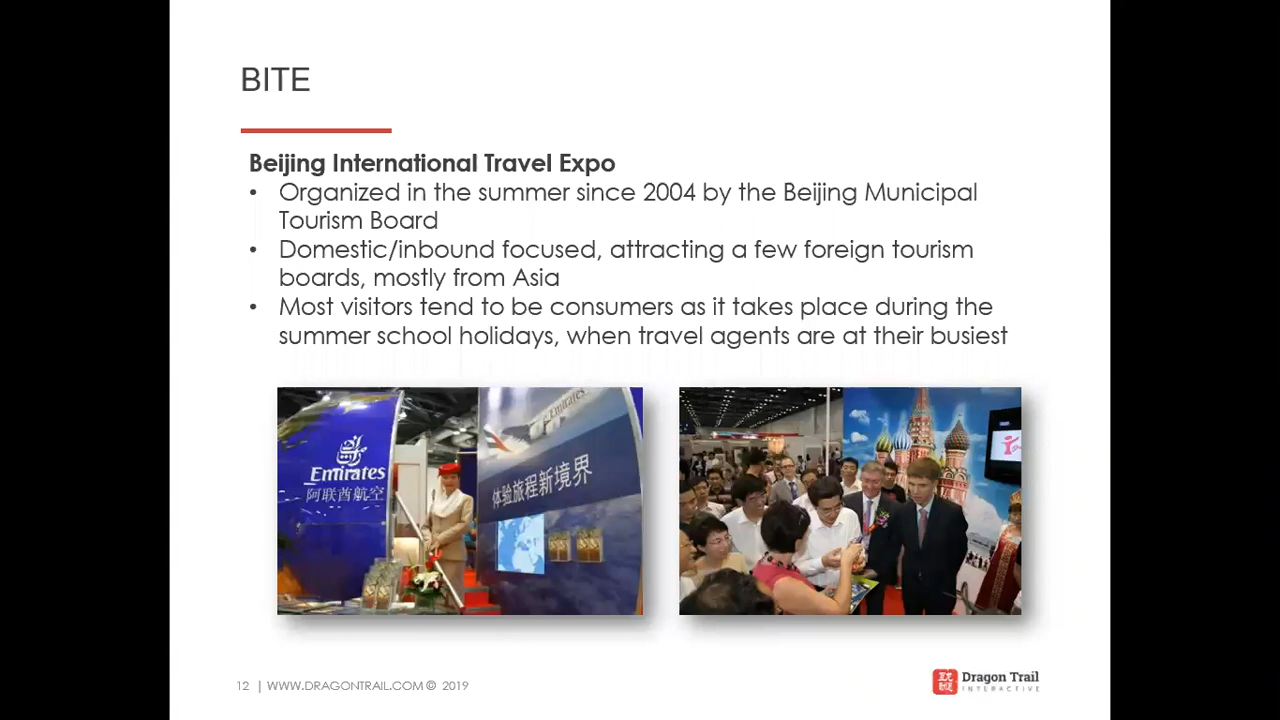 BITE
Beijing International Travel Expo
• Organized in the summer since 2004 by the Beijing Municipal
Tourism Board
• Domestic/inbound focused, attracting a few foreign tourism
boards, mostly from Asia
• Most visitors tend to be consumers as it takes place during the
summer school holidays, when travel agents are at their busiest
Emirates
阿联酋航空
Emirates
体验旅程新境界
12 | WWW.DRAGONTRAIL.COM © 2019
Dragon Trail
INTERACTIVE